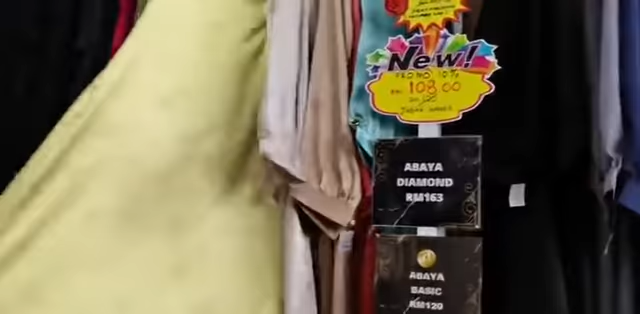 New!
PROMO 10%
RM 108.00
ABAYA
DIAMOND
RM163
ABAYA
BASIC
RM120